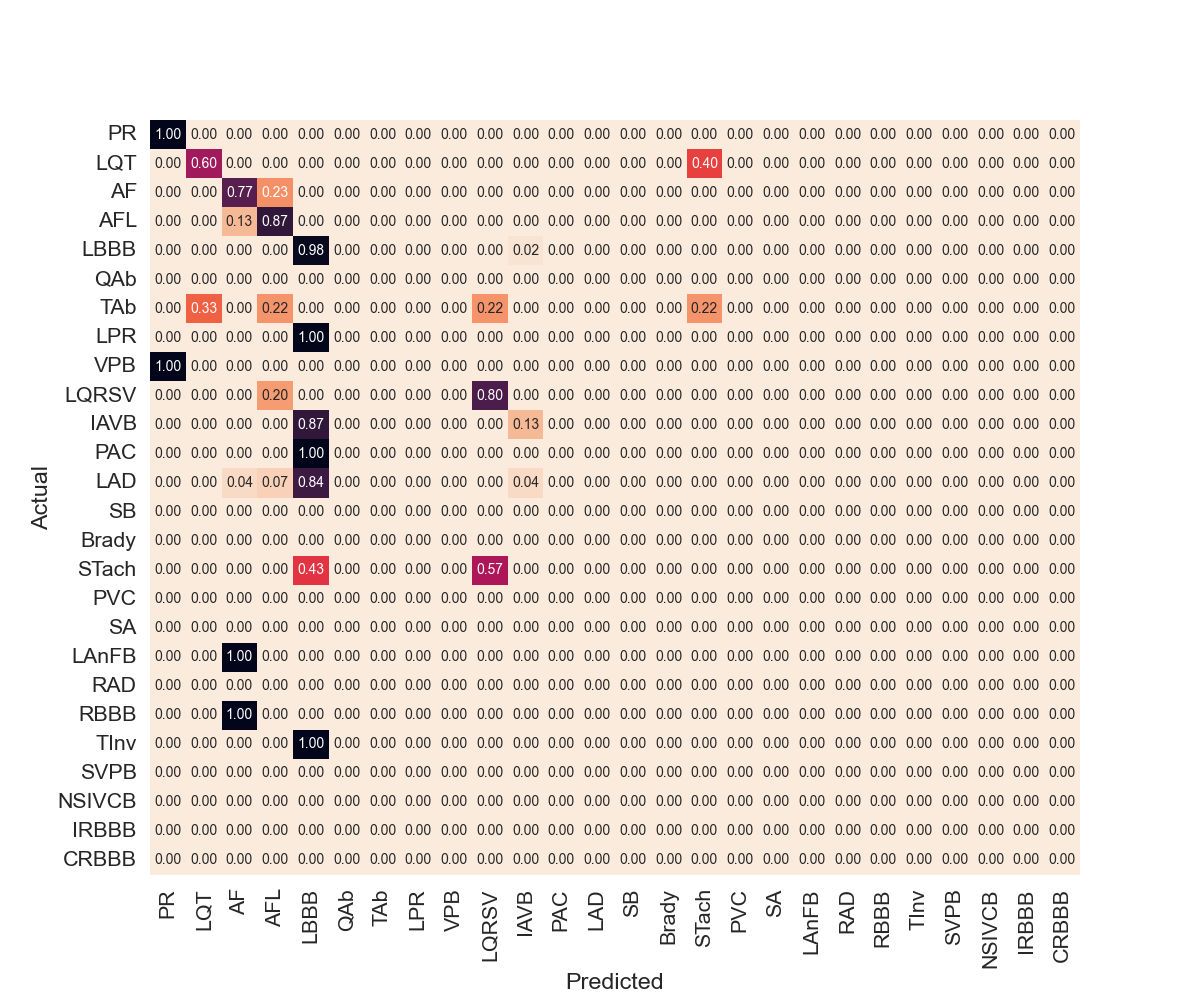 PR 1.00 0.00 0.00 0.00 0.00 0.00 0.00 0.00 0.00 0.00 0.00 0.00 0.00 0.00 0.00 0.00 0.00 0.00 0.00 0.00 0.00 0.00 0.00 0.00 0.00 0.00
LQT 0.00 0.60 0.00 0.00 0.00 0.00 0.00 0.00 0.00 0.00 0.00 0.00 0.00 0.00 0.00 0.40 0.00 0.00 0.00 0.00 0.00 0.00 0.00 0.00 0.00 0.00
AF 0.00 0.00 0.77 0.23 0.00 0.00 0.00 0.00 0.00 0.00 0.00 0.00 0.00 0.00 0.00 0.00 0.00 0.00 0.00 0.00 0.00 0.00 0.00 0.00 0.00 0.00
AFL 0.00 0.00 0.13 0.87 0.00 0.00 0.00 0.00 0.00 0.00 0.00 0.00 0.00 0.00 0.00 0.00 0.00 0.00 0.00 0.00 0.00 0.00 0.00 0.00 0.00 0.00
LBBB 0.00 0.00 0.00 0.00 0.98 0.00 0.00 0.00 0.00 0.00 0.02 0.00 0.00 0.00 0.00 0.00 0.00 0.00 0.00 0.00 0.00 0.00 0.00 0.00 0.00 0.00
QAb 0.00 0.00 0.00 0.00 0.00 0.00 0.00 0.00 0.00 0.00 0.00 0.00 0.00 0.00 0.00 0.00 0.00 0.00 0.00 0.00 0.00 0.00 0.00 0.00 0.00 0.00
TAb 0.00 0.33 0.00 0.22 0.00 0.00 0.00 0.00 0.00 0.22 0.00 0.00 0.00 0.00 0.00 0.22 0.00 0.00 0.00 0.00 0.00 0.00 0.00 0.00 0.00 0.00
LPR 0.00 0.00 0.00 0.00 1.00 0.00 0.00 0.00 0.00 0.00 0.00 0.00 0.00 0.00 0.00 0.00 0.00 0.00 0.00 0.00 0.00 0.00 0.00 0.00 0.00 0.00
VPB 1.00 0.00 0.00 0.00 0.00 0.00 0.00 0.00 0.00 0.00 0.00 0.00 0.00 0.00 0.00 0.00 0.00 0.00 0.00 0.00 0.00 0.00 0.00 0.00 0.00 0.00
LQRSV 0.00 0.00 0.00 0.20 0.00 0.00 0.00 0.00 0.00 0.80 0.00 0.00 0.00 0.00 0.00 0.00 0.00 0.00 0.00 0.00 0.00 0.00 0.00 0.00 0.00 0.00
IAVB 0.00 0.00 0.00 0.00 0.87 0.00 0.00 0.00 0.00 0.00 0.13 0.00 0.00 0.00 0.00 0.00 0.00 0.00 0.00 0.00 0.00 0.00 0.00 0.00 0.00 0.00
PAC 0.00 0.00 0.00 0.00 1.00 0.00 0.00 0.00 0.00 0.00 0.00 0.00 0.00 0.00 0.00 0.00 0.00 0.00 0.00 0.00 0.00 0.00 0.00 0.00 0.00 0.00
LAD 0.00 0.00 0.04 0.07 0.84 0.00 0.00 0.00 0.00 0.00 0.04 0.00 0.00 0.00 0.00 0.00 0.00 0.00 0.00 0.00 0.00 0.00 0.00 0.00 0.00 0.00
SB 0.00 0.00 0.00 0.00 0.00 0.00 0.00 0.00 0.00 0.00 0.00 0.00 0.00 0.00 0.00 0.00 0.00 0.00 0.00 0.00 0.00 0.00 0.00 0.00 0.00 0.00
Brady 0.00 0.00 0.00 0.00 0.00 0.00 0.00 0.00 0.00 0.00 0.00 0.00 0.00 0.00 0.00 0.00 0.00 0.00 0.00 0.00 0.00 0.00 0.00 0.00 0.00 0.00
STach 0.00 0.00 0.00 0.00 0.43 0.00 0.00 0.00 0.00 0.57 0.00 0.00 0.00 0.00 0.00 0.00 0.00 0.00 0.00 0.00 0.00 0.00 0.00 0.00 0.00 0.00
PVC 0.00 0.00 0.00 0.00 0.00 0.00 0.00 0.00 0.00 0.00 0.00 0.00 0.00 0.00 0.00 0.00 0.00 0.00 0.00 0.00 0.00 0.00 0.00 0.00 0.00 0.00
SA 0.00 0.00 0.00 0.00 0.00 0.00 0.00 0.00 0.00 0.00 0.00 0.00 0.00 0.00 0.00 0.00 0.00 0.00 0.00 0.00 0.00 0.00 0.00 0.00 0.00 0.00
LAnFB 0.00 0.00 1.00 0.00 0.00 0.00 0.00 0.00 0.00 0.00 0.00 0.00 0.00 0.00 0.00 0.00 0.00 0.00 0.00 0.00 0.00 0.00 0.00 0.00 0.00 0.00
RAD 0.00 0.00 0.00 0.00 0.00 0.00 0.00 0.00 0.00 0.00 0.00 0.00 0.00 0.00 0.00 0.00 0.00 0.00 0.00 0.00 0.00 0.00 0.00 0.00 0.00 0.00
RBBB 0.00 0.00 1.00 0.00 0.00 0.00 0.00 0.00 0.00 0.00 0.00 0.00 0.00 0.00 0.00 0.00 0.00 0.00 0.00 0.00 0.00 0.00 0.00 0.00 0.00 0.00
TInv 0.00 0.00 0.00 0.00 1.00 0.00 0.00 0.00 0.00 0.00 0.00 0.00 0.00 0.00 0.00 0.00 0.00 0.00 0.00 0.00 0.00 0.00 0.00 0.00 0.00 0.00
SVPB 0.00 0.00 0.00 0.00 0.00 0.00 0.00 0.00 0.00 0.00 0.00 0.00 0.00 0.00 0.00 0.00 0.00 0.00 0.00 0.00 0.00 0.00 0.00 0.00 0.00 0.00
NSIVCB 0.00 0.00 0.00 0.00 0.00 0.00 0.00 0.00 0.00 0.00 0.00 0.00 0.00 0.00 0.00 0.00 0.00 0.00 0.00 0.00 0.00 0.00 0.00 0.00 0.00 0.00
IRBBB 0.00 0.00 0.00 0.00 0.00 0.00 0.00 0.00 0.00 0.00 0.00 0.00 0.00 0.00 0.00 0.00 0.00 0.00 0.00 0.00 0.00 0.00 0.00 0.00 0.00 0.00
CRBBB 0.00 0.00 0.00 0.00 0.00 0.00 0.00 0.00 0.00 0.00 0.00 0.00 0.00 0.00 0.00 0.00 0.00 0.00 0.00 0.00 0.00 0.00 0.00 0.00 0.00 0.00
Actual
PR LQT AF AFL LBBB QAb TAb LPR VPB LQRSV IAVB PAC LAD SB Brady STach PVC SA LAnFB RAD RBBB TInv SVPB NSIVCB IRBBB CRBBB
Predicted